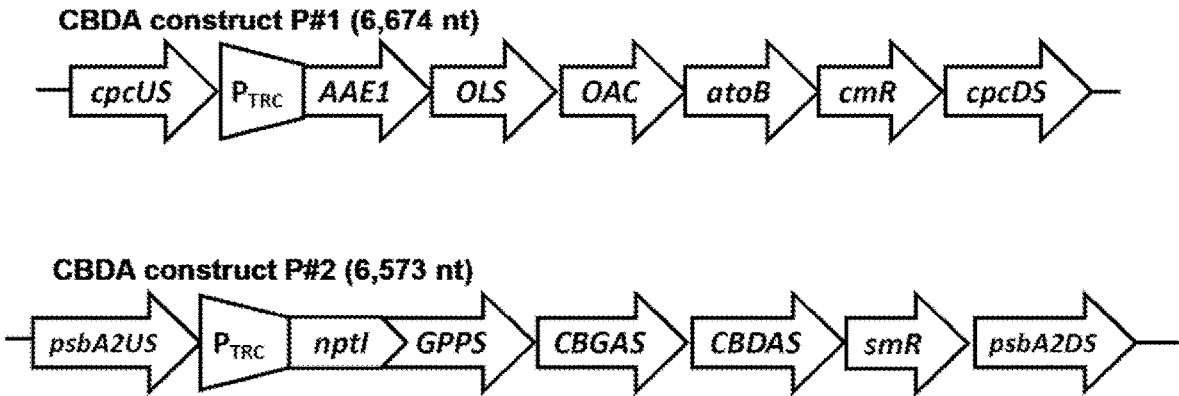 CBDA construct P#1 (6,674 nt)
cpcUS PTRC AAE1 OLS OAC atoB cmR cpcDS
CBDA construct P#2 (6,573 nt)
psbA2US PTRC nptI GPPS CBGAS CBDAS smR psbA2DS